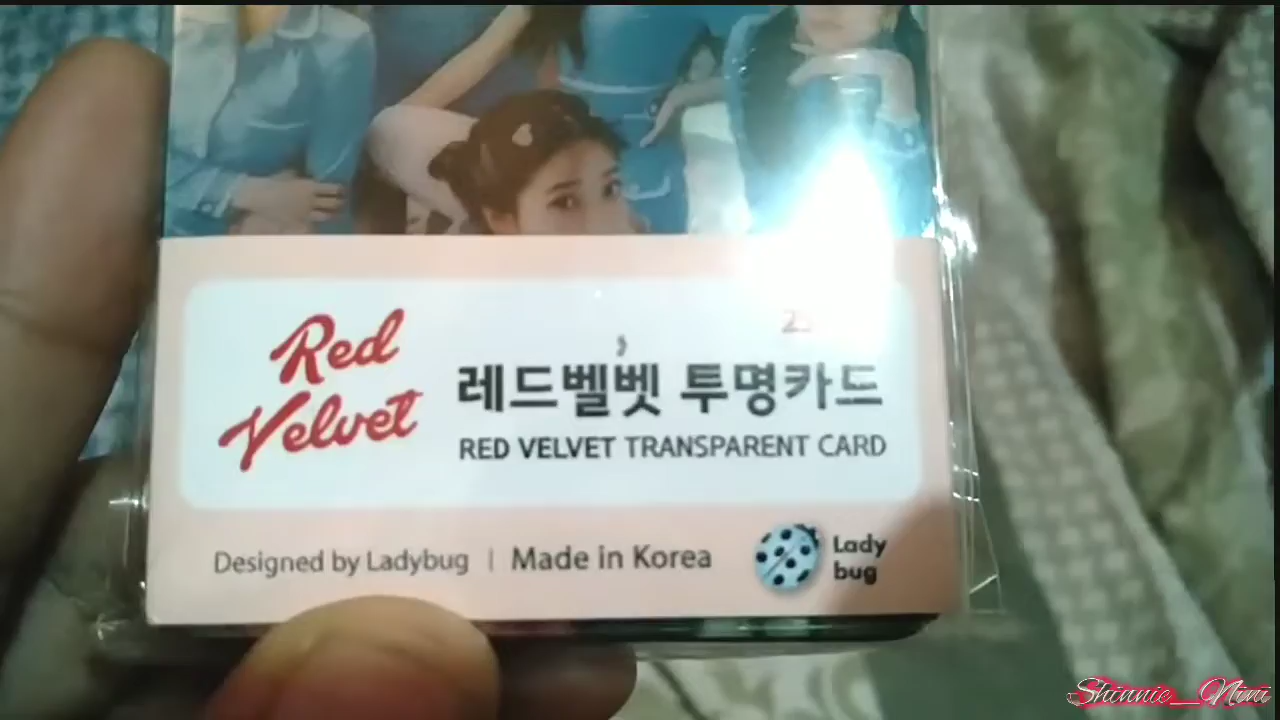 Red
Velvet
레드벨벳 투명카드
RED VELVET TRANSPARENT CARD
Designed by Ladybug | Made in Korea
Lady
bug
Shinnie__Nini